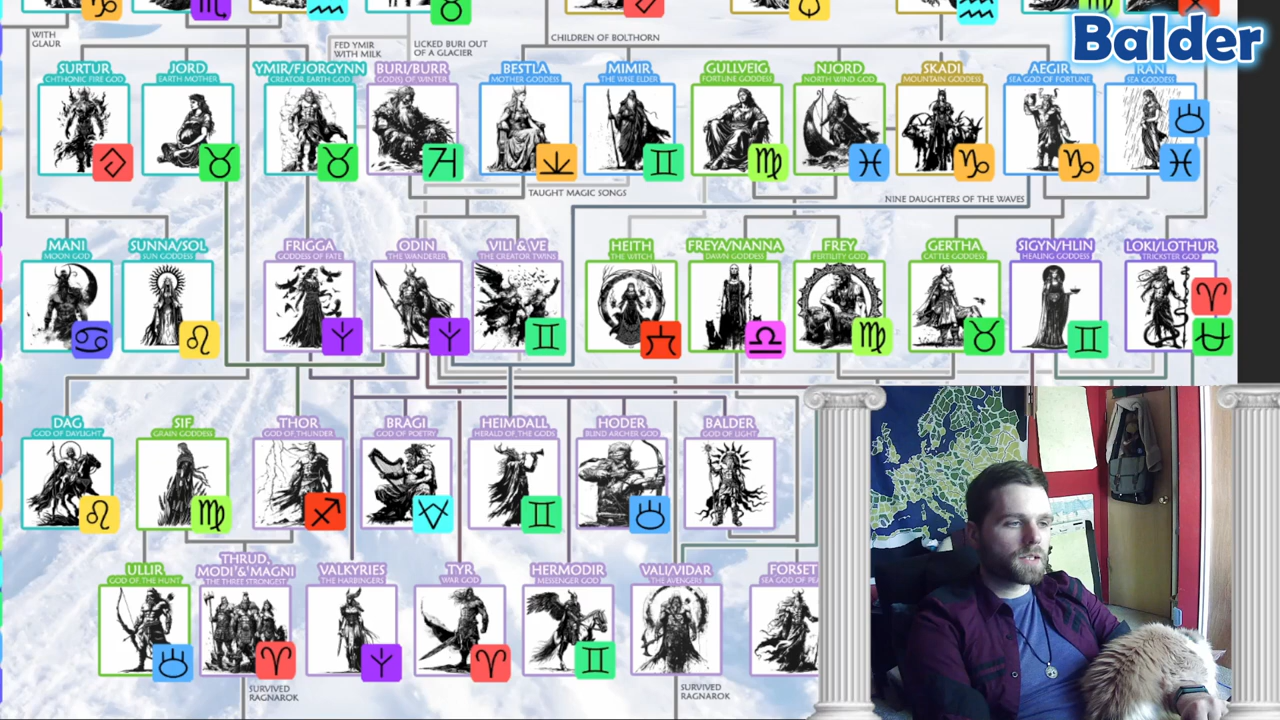 Balder
WITH
GLAUR
FED YMIR
WITH MILK
LICKED BURI OUT
OF A GLACIER
CHILDREN OF BOLTHORN
SURTUR
CHTHONIC FIRE GOD
JORD
EARTH MOTHER
YMIR/FJORGYNN
CREATOR EARTH GOD
BURI/BURR
GOD(S) OF WINTER
BESTLA
MOTHER GODDESS
MIMIR
THE WISE ELDER
GULLVEIG
FORTUNE GODDESS
NJORD
NORTH WIND GOD
SKADI
MOUNTAIN GODDESS
AEGIR
SEA GOD OF FORTUNE
RAN
SEA GODDESS
TAUGHT MAGIC SONGS
NINE DAUGHTERS OF THE WAVES
MANI
MOON GOD
SUNNA/SOL
SUN GODDESS
FRIGGA
GODDESS OF FATE
ODIN
THE WANDERER
VILI & VE
THE CREATOR TWINS
HEITH
THE WITCH
FREYA/NANNA
DAWN GODDESS
FREY
FERTILITY GOD
GERTHA
CATTLE GODDESS
SIGYN/HLIN
HEALING GODDESS
LOKI/LOTHUR
TRICKSTER GOD
DAG
GOD OF DAYLIGHT
SIF
GRAIN GODDESS
THOR
GOD OF THUNDER
BRAGI
GOD OF POETRY
HEIMDALL
HERALD OF THE GODS
HODER
BLIND ARCHER GOD
BALDER
GOD OF LIGHT
ULLIR
GOD OF THE HUNT
THRUD,
MODI & MAGNI
THE THREE STRONGEST
VALKYRIES
THE HARBINGERS
TYR
WAR GOD
HERMODIR
MESSENGER GOD
VALI/VIDAR
THE AVENGERS
FORSET
SEA GOD OF PEA
SURVIVED
RAGNAROK
SURVIVED
RAGNAROK